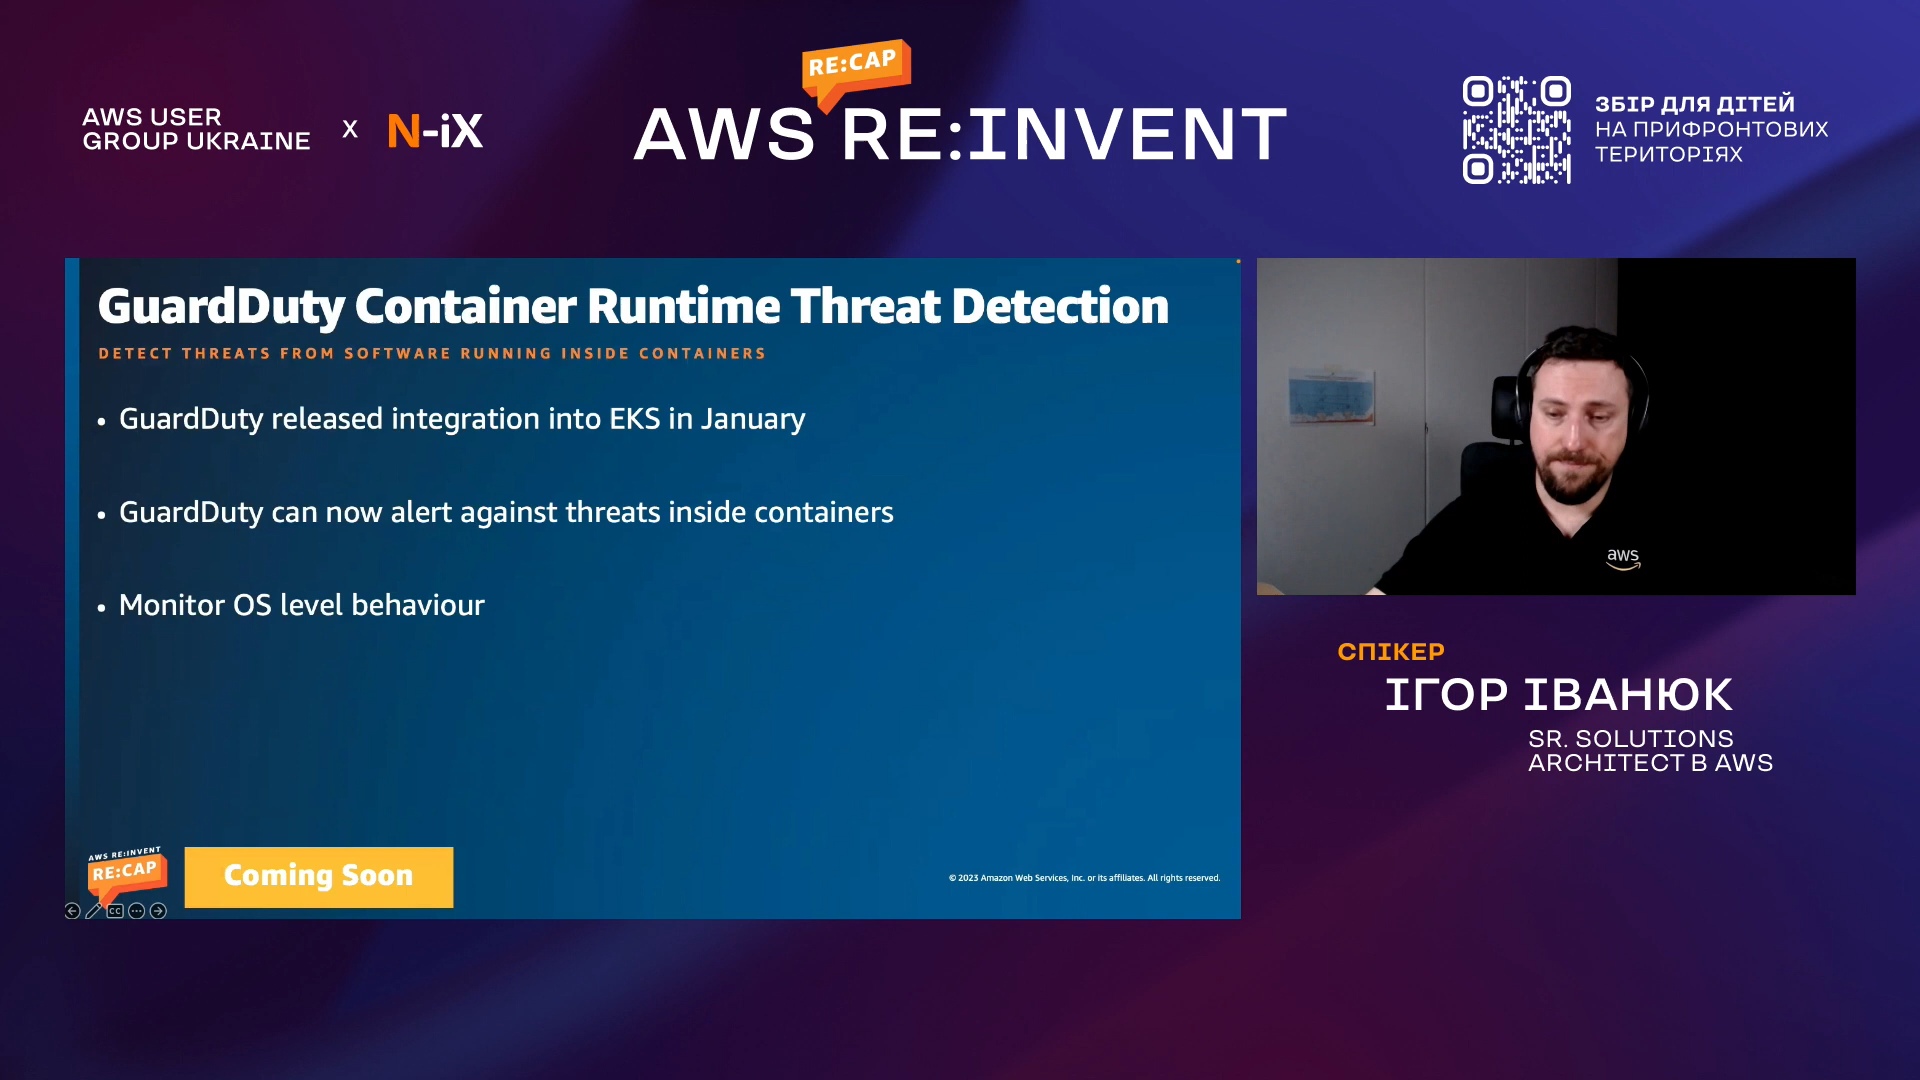 AWS USER
GROUP UKRAINE
X
N-iX
RE:CAP
AWS RE:INVENT
ЗБІР ДЛЯ ДІТЕЙ
НА ПРИФРОНТОВИХ
ТЕРИТОРІЯХ
GuardDuty Container Runtime Threat Detection
DETECT THREATS FROM SOFTWARE RUNNING INSIDE CONTAINERS
• GuardDuty released integration into EKS in January
• GuardDuty can now alert against threats inside containers
• Monitor OS level behaviour
AWS RE:INVENT
RE:CAP
Coming Soon
© 2023 Amazon Web Services, Inc. or its affiliates. All rights reserved.
CC
aws
СПІКЕР
ІГОР ІВАНЮК
SR. SOLUTIONS
ARCHITECT В AWS